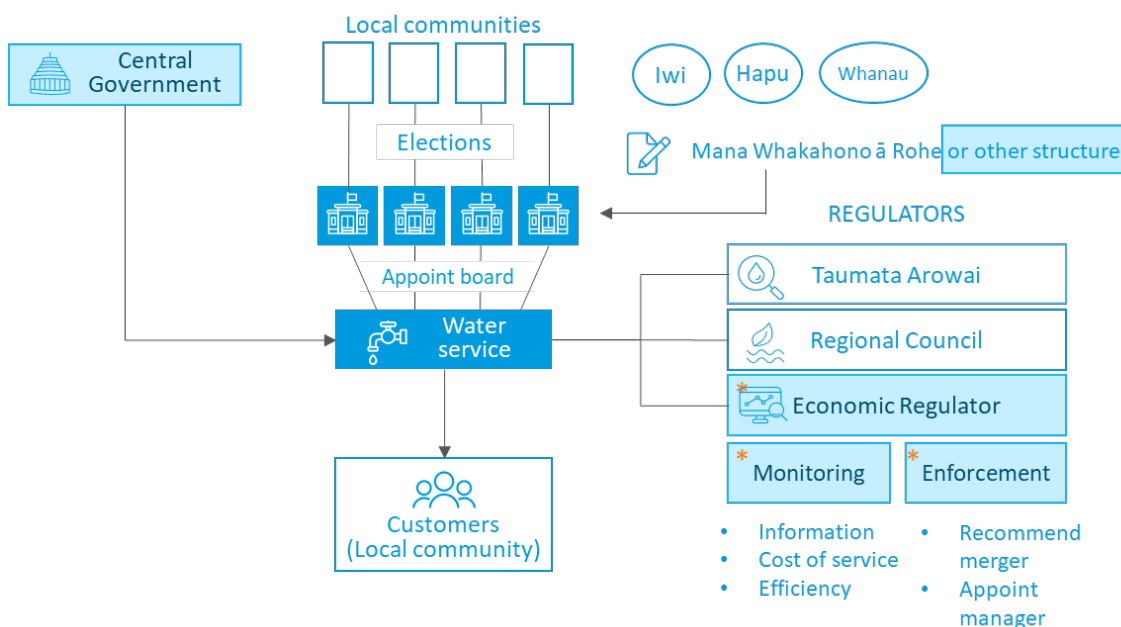 Local communities
Central
Government
Iwi
Hapu
Whanau
Elections
Mana Whakahono ā Rohe or other structure
REGULATORS
Appoint board
Taumata Arowai
Water
service
Regional Council
* Economic Regulator
* Monitoring
* Enforcement
Customers
(Local community)
• Information
• Cost of service
• Efficiency
• Recommend
merger
• Appoint
manager